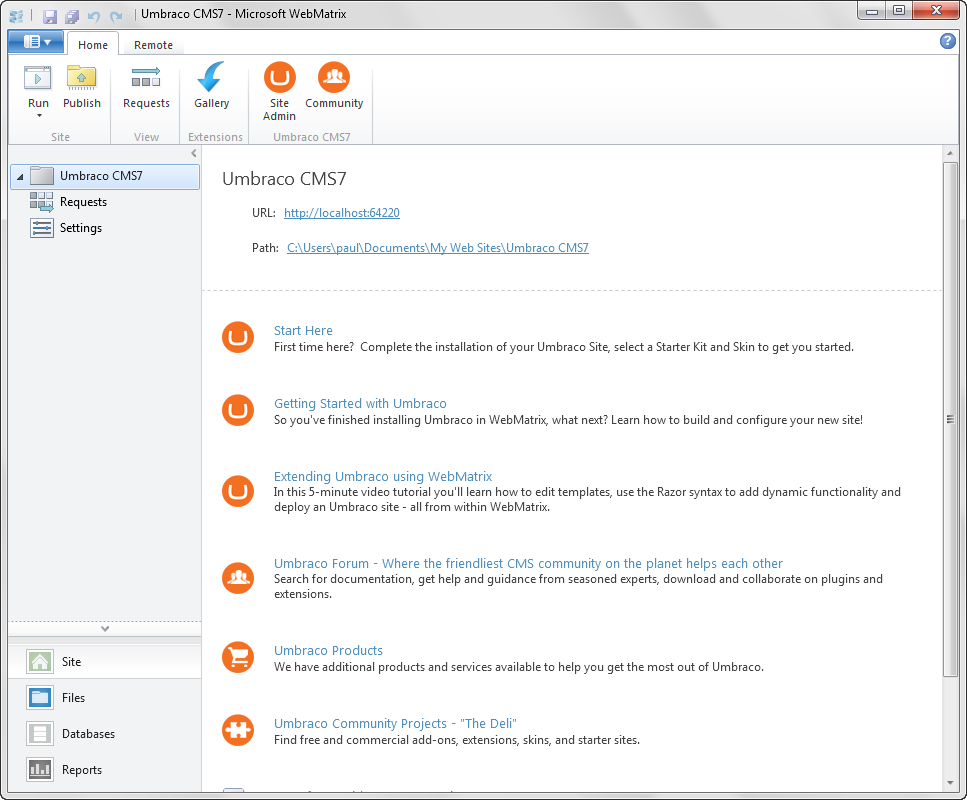 Umbraco CMS7 - Microsoft WebMatrix
Home
Remote
Run
Publish
Requests
Gallery
Site Admin
Community
Site
View
Extensions
Umbraco CMS7
Umbraco CMS7
Requests
Settings
Site
Files
Databases
Reports
Umbraco CMS7
URL: http://localhost:64220
Path: C:\Users\paul\Documents\My Web Sites\Umbraco CMS7
Start Here
First time here? Complete the installation of your Umbraco Site, select a Starter Kit and Skin to get you started.
Getting Started with Umbraco
So you've finished installing Umbraco in WebMatrix, what next? Learn how to build and configure your new site!
Extending Umbraco using WebMatrix
In this 5-minute video tutorial you'll learn how to edit templates, use the Razor syntax to add dynamic functionality and
deploy an Umbraco site - all from within WebMatrix.
Umbraco Forum - Where the friendliest CMS community on the planet helps each other
Search for documentation, get help and guidance from seasoned experts, download and collaborate on plugins and
extensions.
Umbraco Products
We have additional products and services available to help you get the most out of Umbraco.
Umbraco Community Projects - "The Deli"
Find free and commercial add-ons, extensions, skins, and starter sites.